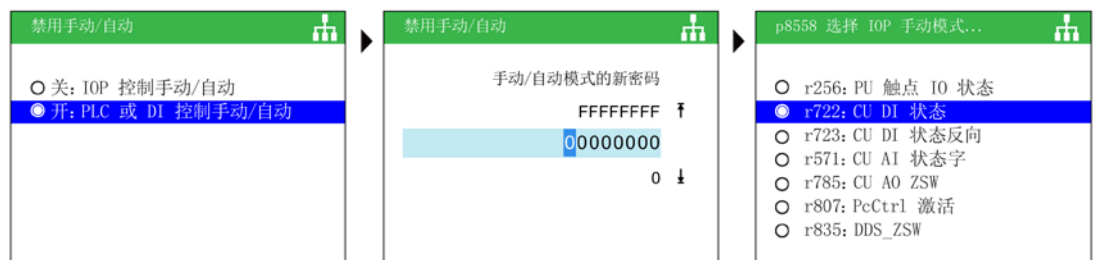 禁用手动/自动
关: IOP 控制手动/自动
开: PLC 或 DI 控制手动/自动
禁用手动/自动
手动/自动模式的新密码
FFFFFFFF
00000000
0
p8558 选择 IOP 手动模式...
r256: PU 触点 IO 状态
r722: CU DI 状态
r723: CU DI 状态反向
r571: CU AI 状态字
r785: CU AO ZSW
r807: PcCtrl 激活
r835: DDS_ZSW